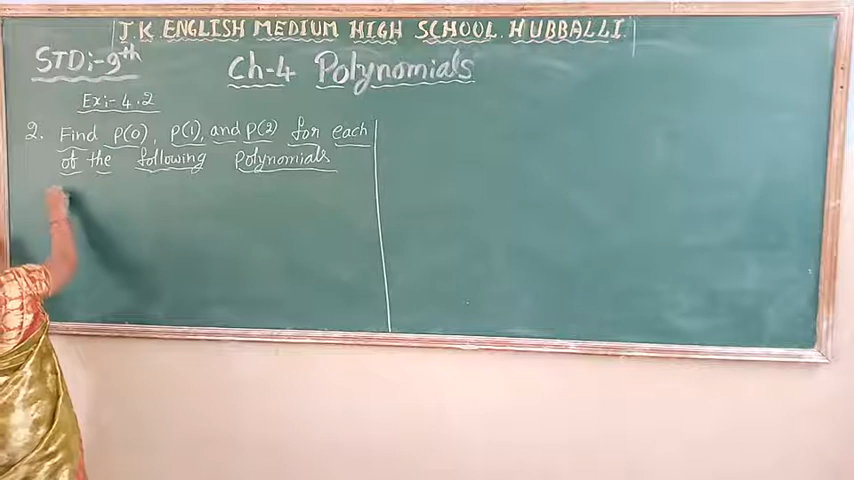 J.K ENGLISH MEDIUM HIGH SCHOOL. HUBBALLI.
STD:- 9th
Ch-4 Polynomials
Ex:- 4.2
2. Find P(0), P(1), and P(2) for each
of the following Polynomials